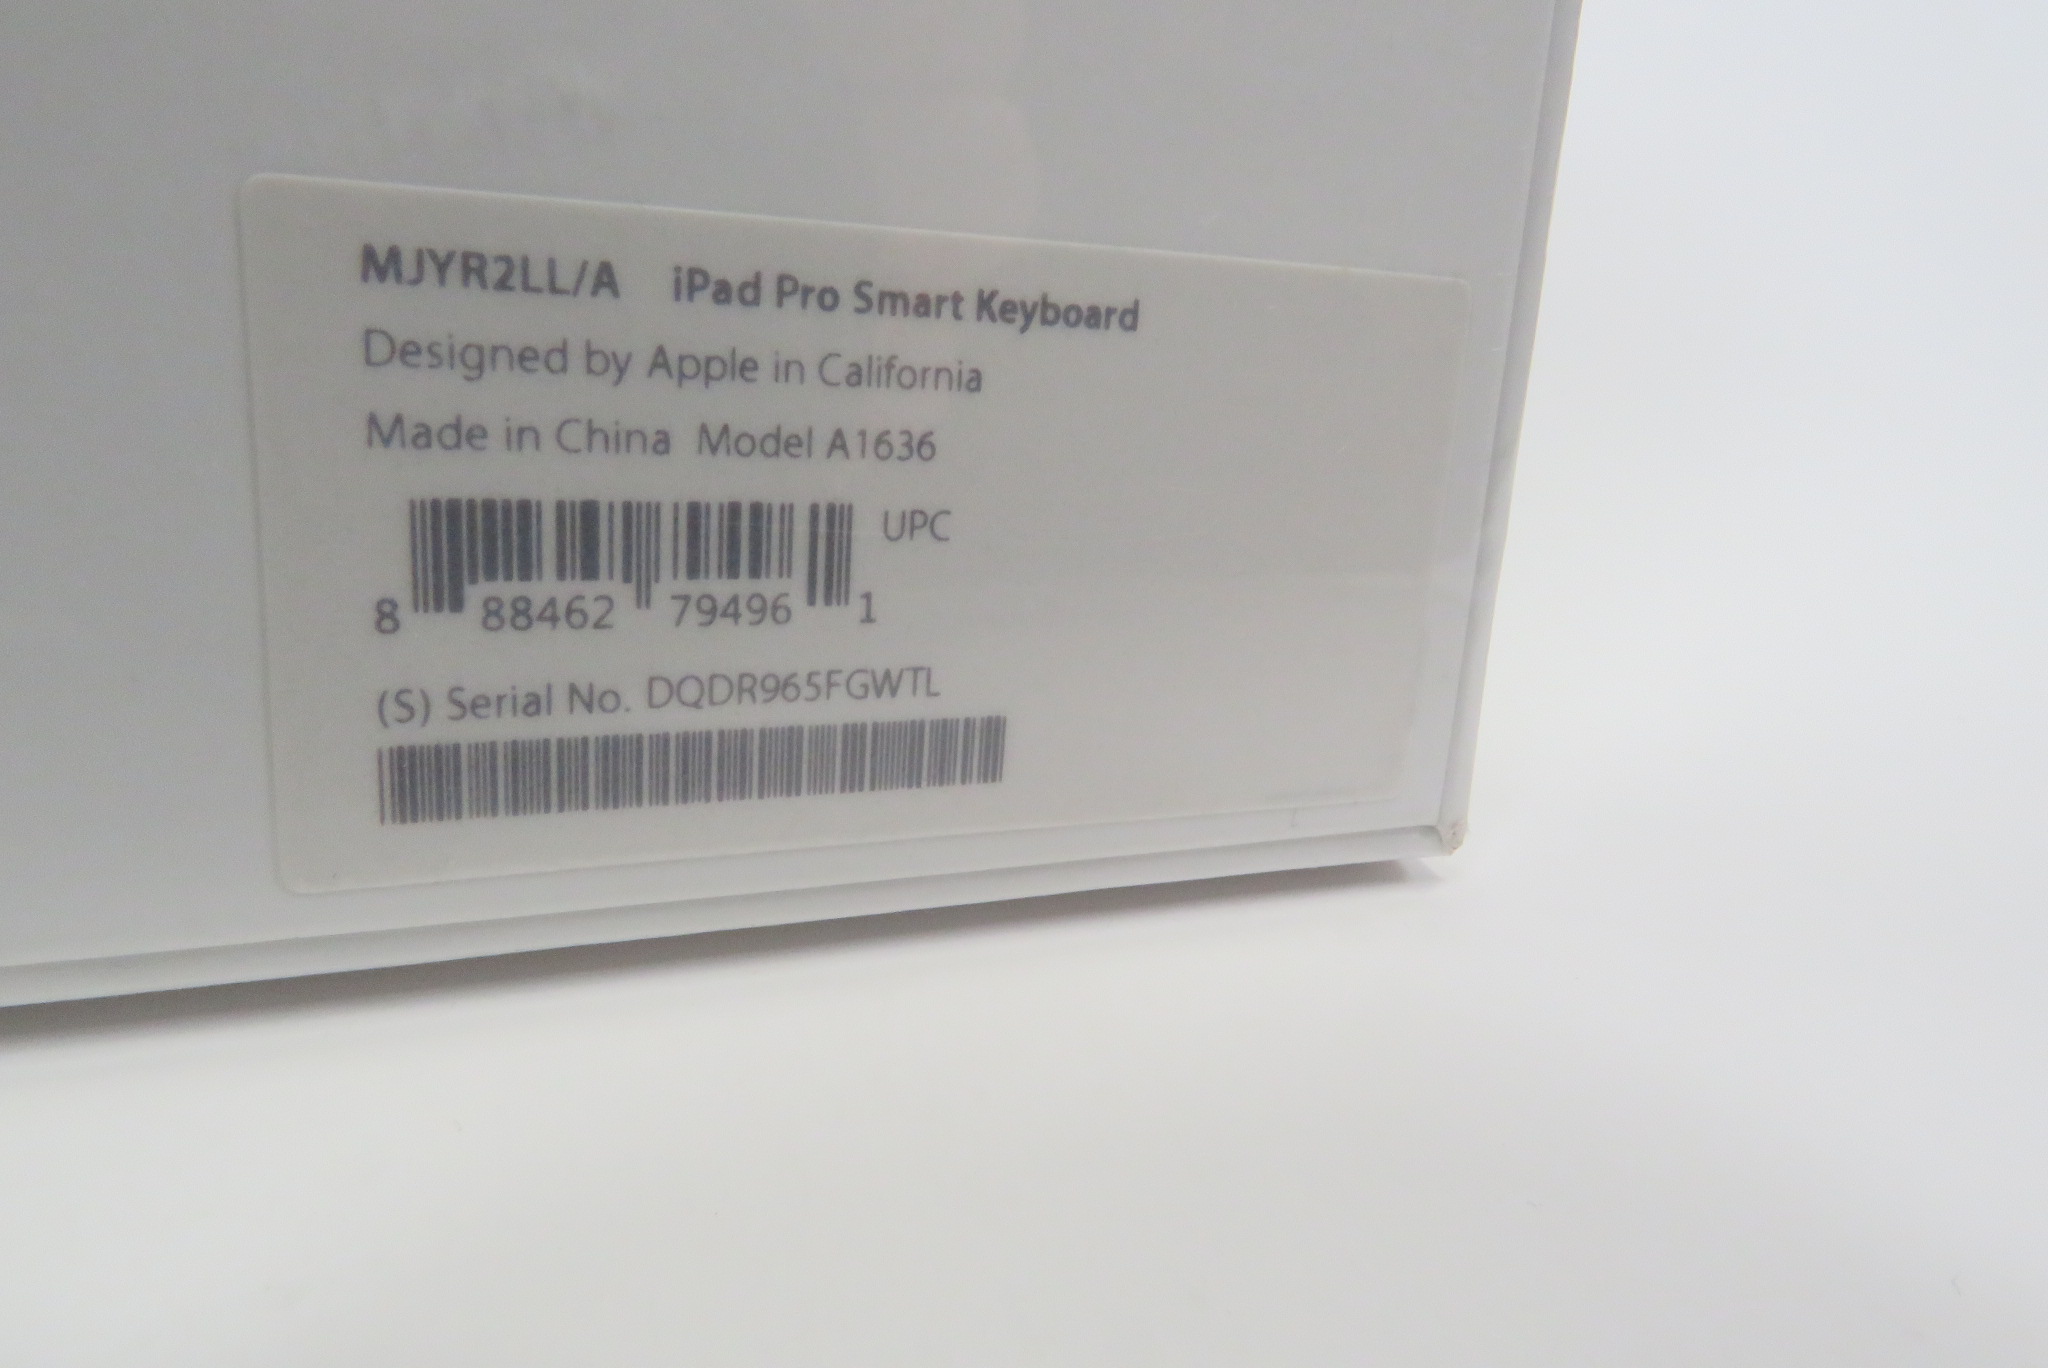 MJYR2LL/A iPad Pro Smart Keyboard
Designed by Apple in California
Made in China Model A1636
UPC
8 88462 79496 1
(S) Serial No. DQDR965FGWTL